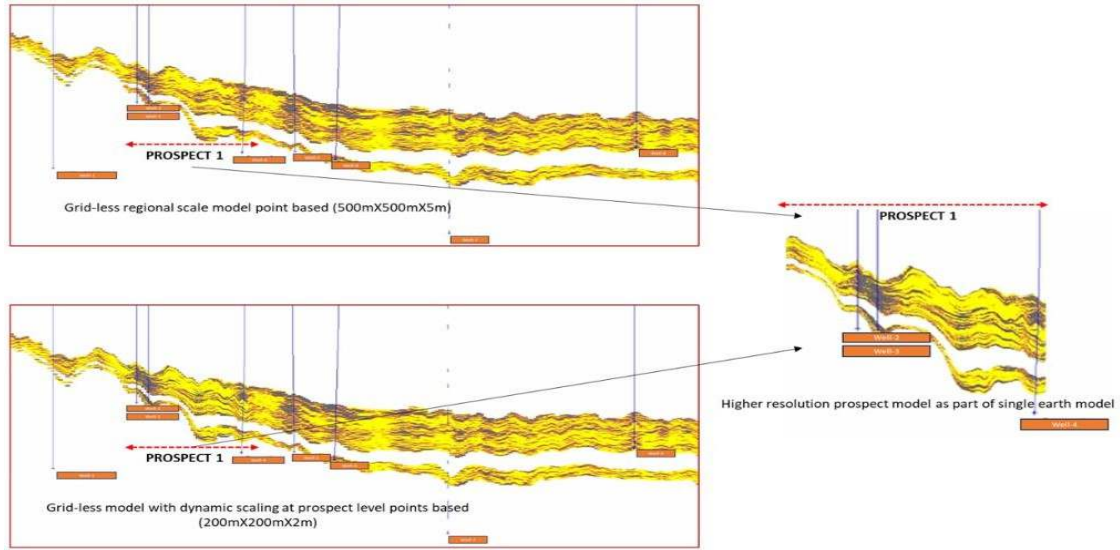 PROSPECT 1
Grid-less regional scale model point based (500mX500mX5m)
PROSPECT 1
Grid-less model with dynamic scaling at prospect level points based
(200mX200mX2m)
PROSPECT 1
Well-2
Well-3
Higher resolution prospect model as part of single earth model
Well-4